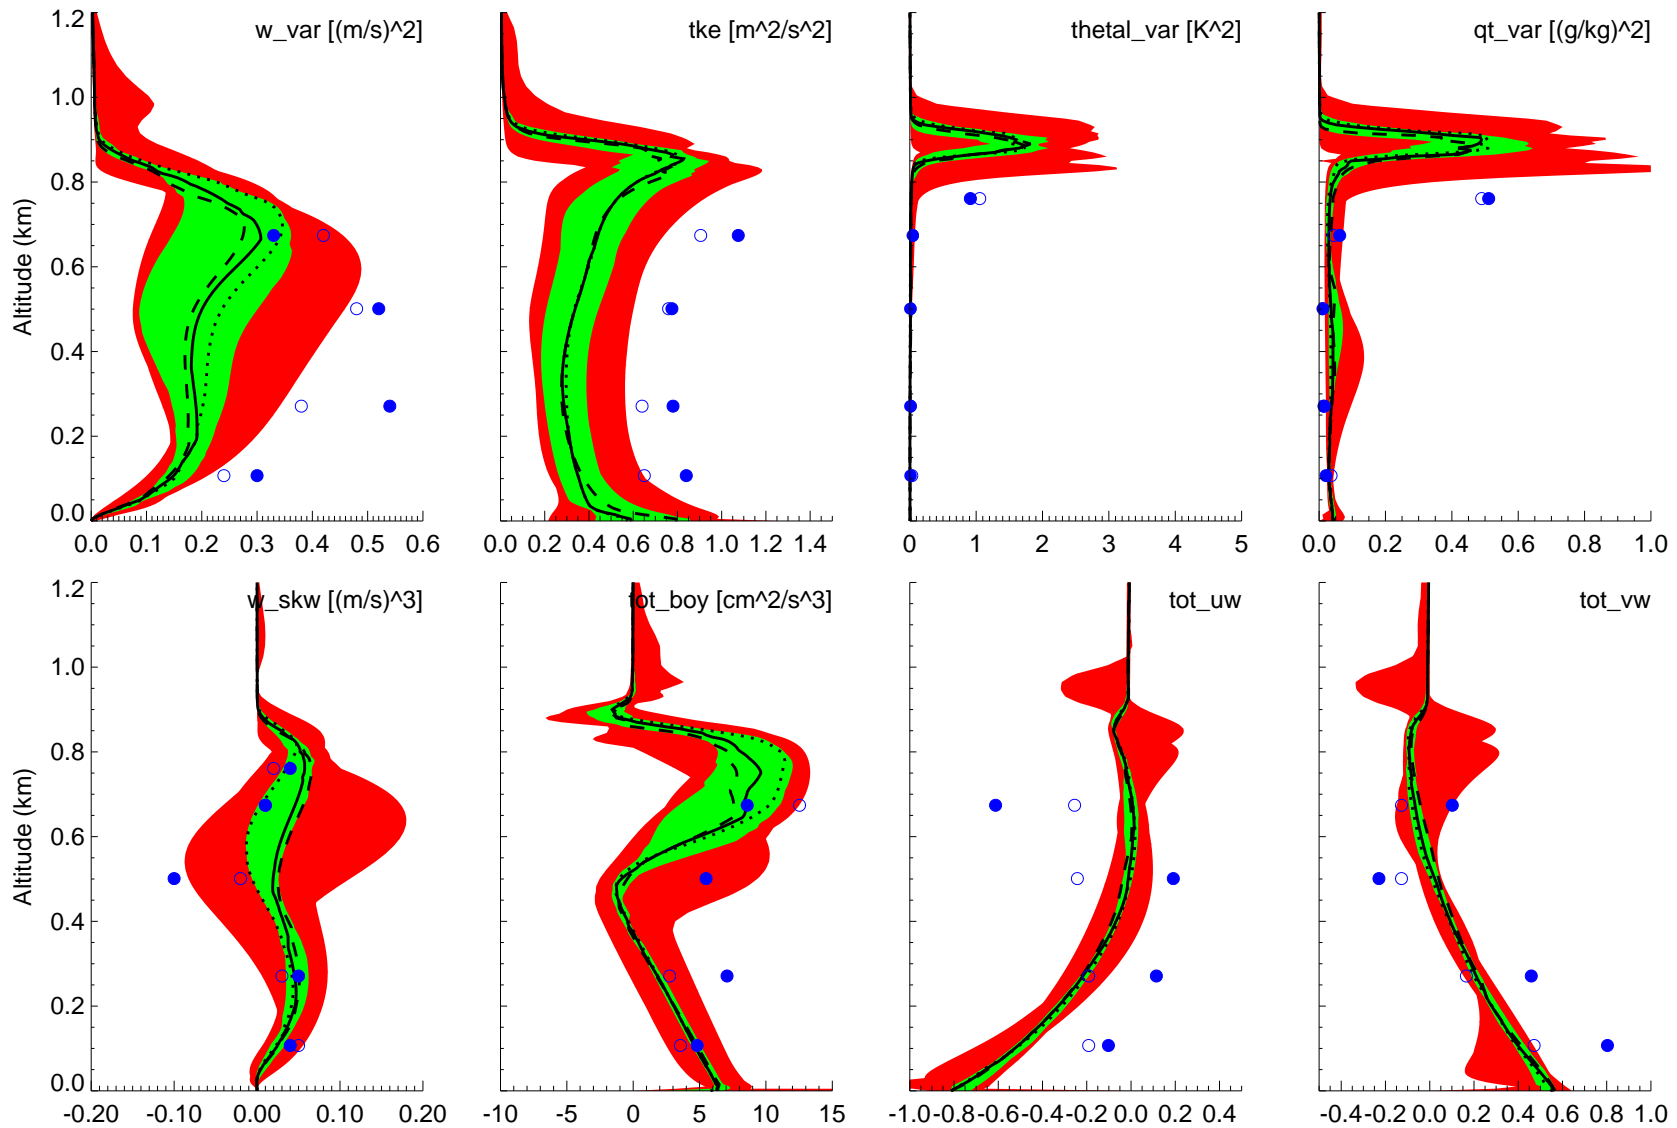 w_var [(m/s)^2]
tke [m^2/s^2]
thetal_var [K^2]
qt_var [(g/kg)^2]
Altitude (km)
1.2
1.0
0.8
0.6
0.4
0.2
0.0
0.0 0.1 0.2 0.3 0.4 0.5 0.6
0.0 0.2 0.4 0.6 0.8 1.0 1.2 1.4
0 1 2 3 4 5
0.0 0.2 0.4 0.6 0.8 1.0
w_skw [(m/s)^3]
tot_boy [cm^2/s^3]
tot_uw
tot_vw
Altitude (km)
1.2
1.0
0.8
0.6
0.4
0.2
0.0
-0.20 -0.10 0.00 0.10 0.20
-10 -5 0 5 10 15
-1.0 -0.8 -0.6 -0.4 -0.2 0.0 0.2 0.4
-0.4 -0.2 0.0 0.2 0.4 0.6 0.8 1.0